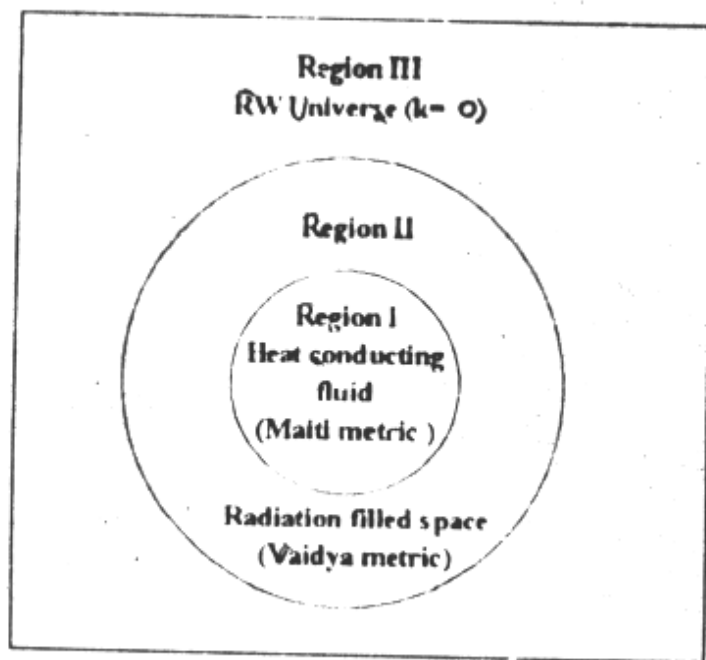 Region III
RW Universe (k= 0)
Region II
Region I
Heat conducting
fluid
(Maiti metric )
Radiation filled space
(Vaidya metric)